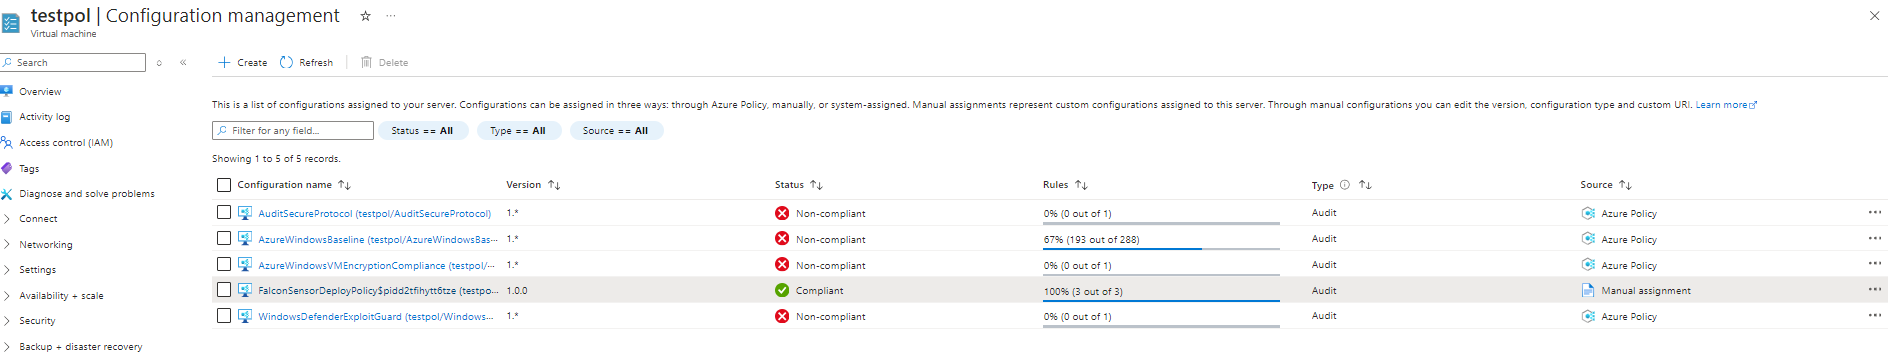 testpol | Configuration management ☆ ...
Virtual machine
Search
Overview
Activity log
Access control (IAM)
Tags
Diagnose and solve problems
Connect
Networking
Settings
Availability + scale
Security
Backup + disaster recovery
Create Refresh Delete
This is a list of configurations assigned to your server. Configurations can be assigned in three ways: through Azure Policy, manually, or system-assigned. Manual assignments represent custom configurations assigned to this server. Through manual configurations you can edit the version, configuration type and custom URI. Learn more
Filter for any field... Status == All Type == All Source == All
Showing 1 to 5 of 5 records.
Configuration name Version Status Rules Type Source
AuditSecureProtocol (testpol/AuditSecureProtocol) 1.* Non-compliant 0% (0 out of 1) Audit Azure Policy
AzureWindowsBaseline (testpol/AzureWindowsBas... 1.* Non-compliant 67% (193 out of 288) Audit Azure Policy
AzureWindowsVMEncryptionCompliance (testpol/... 1.* Non-compliant 0% (0 out of 1) Audit Azure Policy
FalconSensorDeployPolicy$pidd2tfihytt6tze (testpo... 1.0.0 Compliant 100% (3 out of 3) Audit Manual assignment
WindowsDefenderExploitGuard (testpol/Windows... 1.* Non-compliant 0% (0 out of 1) Audit Azure Policy